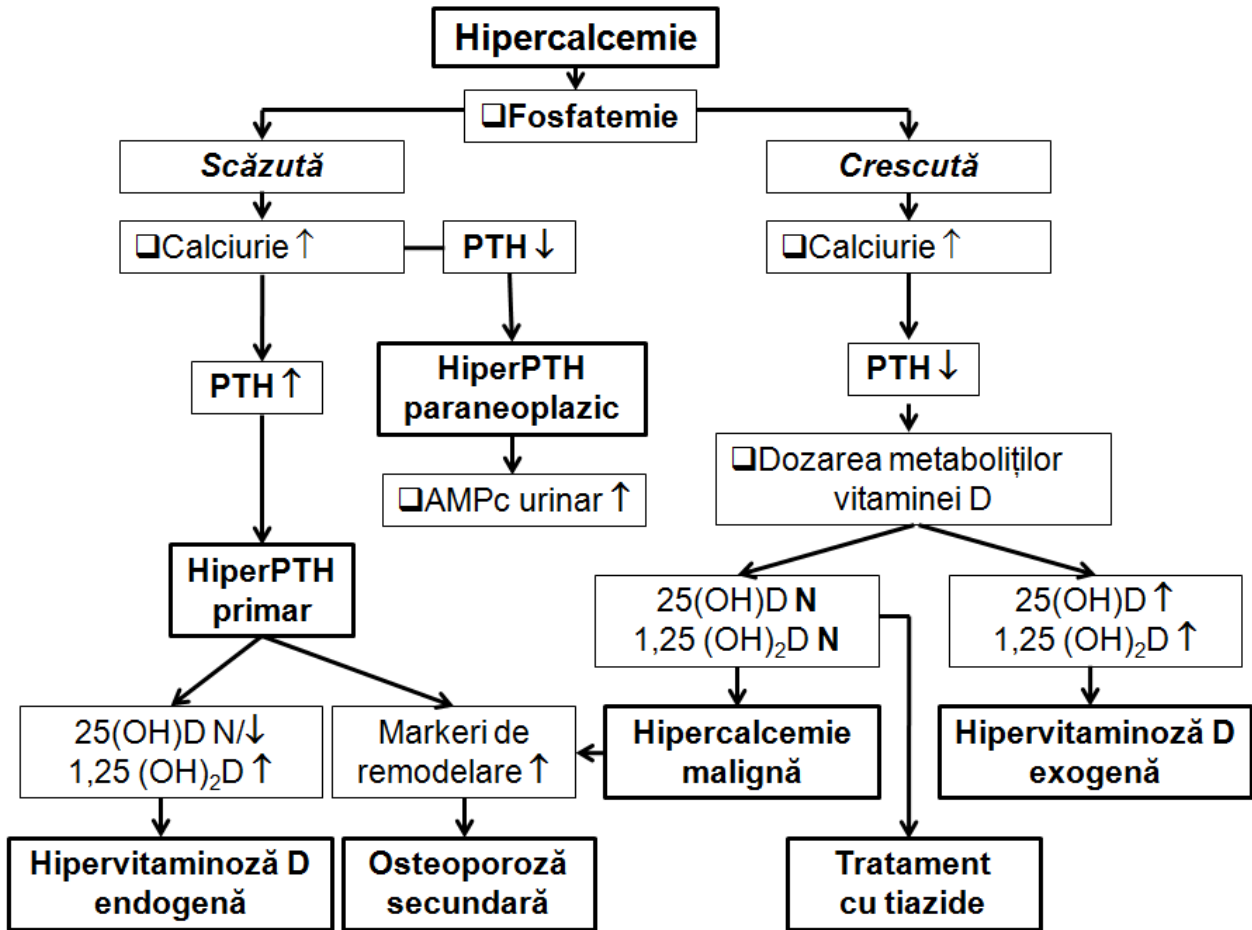 Hipercalcemie
❑Fosfatemie
Scăzută
Crescută
❑Calciurie ↑
PTH ↓
❑Calciurie ↑
PTH ↑
HiperPTH
paraneoplazic
PTH ↓
❑AMPc urinar ↑
❑Dozarea metaboliților
vitaminei D
HiperPTH
primar
25(OH)D N
1,25 (OH)₂D N
25(OH)D ↑
1,25 (OH)₂D ↑
25(OH)D N/↓
1,25 (OH)₂D ↑
Markeri de
remodelare ↑
Hipercalcemie
malignă
Hipervitaminoză D
exogenă
Hipervitaminoză D
endogenă
Osteoporoză
secundară
Tratament
cu tiazide